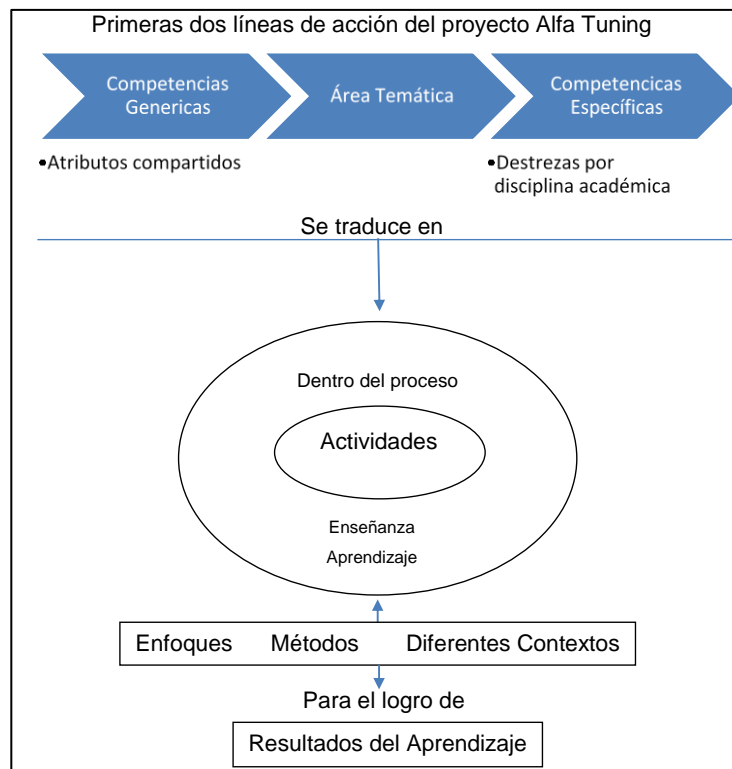 Primeras dos líneas de acción del proyecto Alfa Tuning
Competencias
Genericas
Área Temática
Competencicas
Específicas
•Atributos compartidos
•Destrezas por
disciplina académica
Se traduce en
Dentro del proceso
Actividades
Enseñanza
Aprendizaje
Enfoques Métodos Diferentes Contextos
Para el logro de
Resultados del Aprendizaje